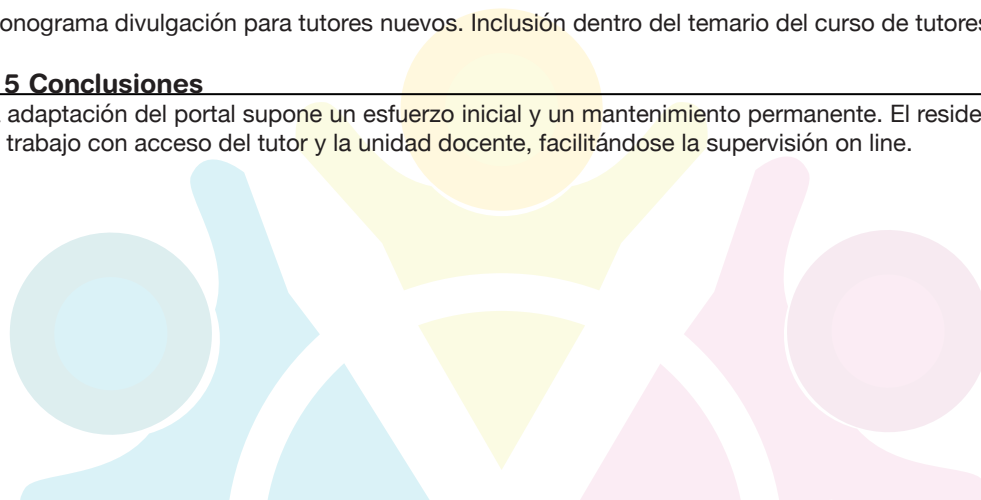 onograma divulgación para tutores nuevos. Inclusión dentro del temario del curso de tutores
5 Conclusiones
adaptación del portal supone un esfuerzo inicial y un mantenimiento permanente. El reside
trabajo con acceso del tutor y la unidad docente, facilitándose la supervisión on line.